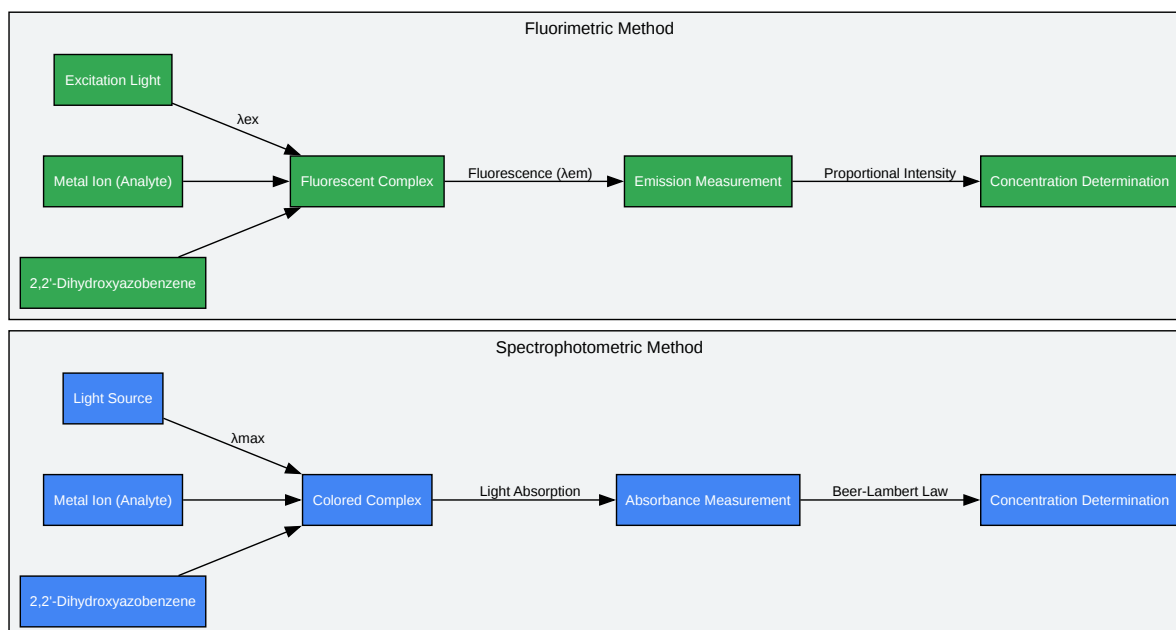 Fluorimetric Method
Excitation Light
λex
Metal Ion (Analyte)
Fluorescent Complex
Fluorescence (λem)
Emission Measurement
Proportional Intensity
Concentration Determination
2,2'-Dihydroxyazobenzene
Spectrophotometric Method
Light Source
λmax
Metal Ion (Analyte)
Colored Complex
Light Absorption
Absorbance Measurement
Beer-Lambert Law
Concentration Determination
2,2'-Dihydroxyazobenzene